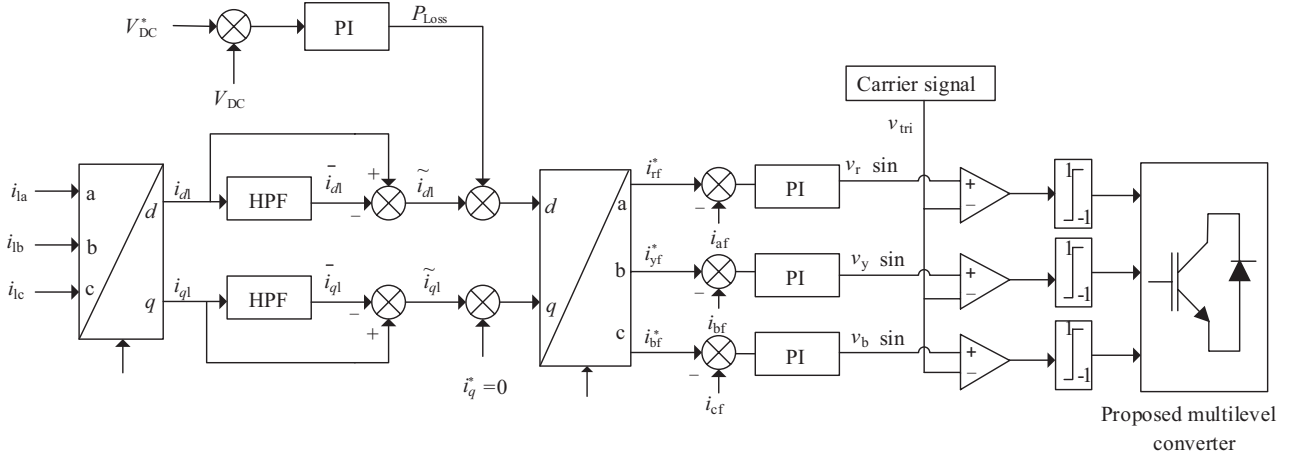 V*DC
PI
PLoss
VDC
Carrier signal
vtri
ila
ilb
ilc
a
b
c
d
q
idl
iql
HPF
HPF
i̅dl
i̅ql
+
−
−
+
ĩdl
ĩql
i*q =0
d
q
a
b
c
i*rf
i*yf
i*bf
−
−
−
iaf
ibf
icf
PI
PI
PI
vr sin
vy sin
vb sin
+
−
+
−
+
−
1
-1
1
-1
1
-1
Proposed multilevel
converter